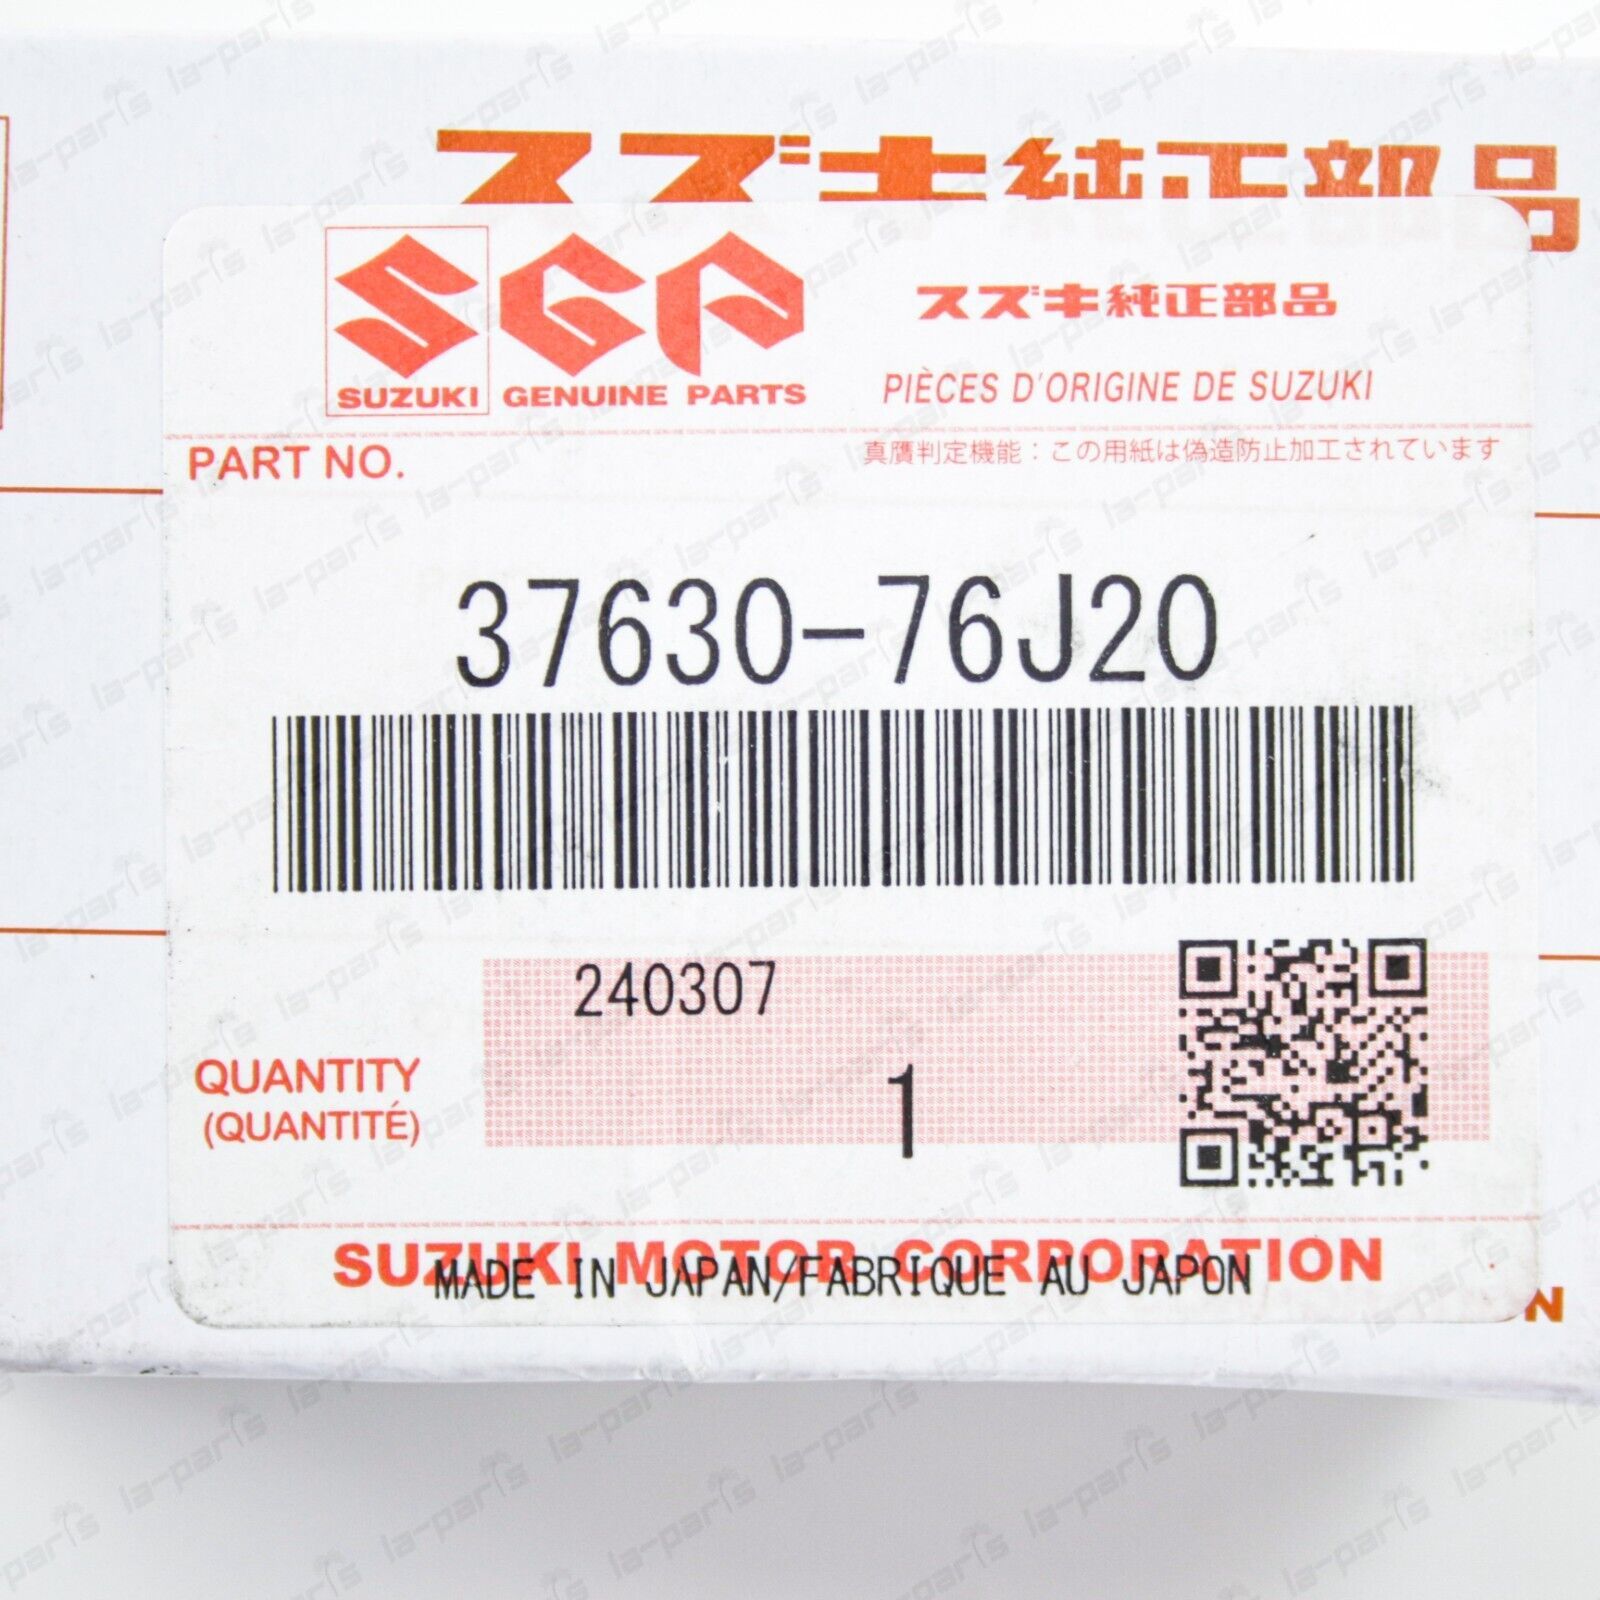 スズキ純正部品
SGP
スズキ純正部品
SUZUKI GENUINE PARTS
PIÈCES D'ORIGINE DE SUZUKI
PART NO.
真贋判定機能：この用紙は偽造防止加工されています
37630-76J20
240307
QUANTITY
(QUANTITÉ)
1
SUZUKI MOTOR CORPORATION
MADE IN JAPAN/FABRIQUE AU JAPON
N
la-parts